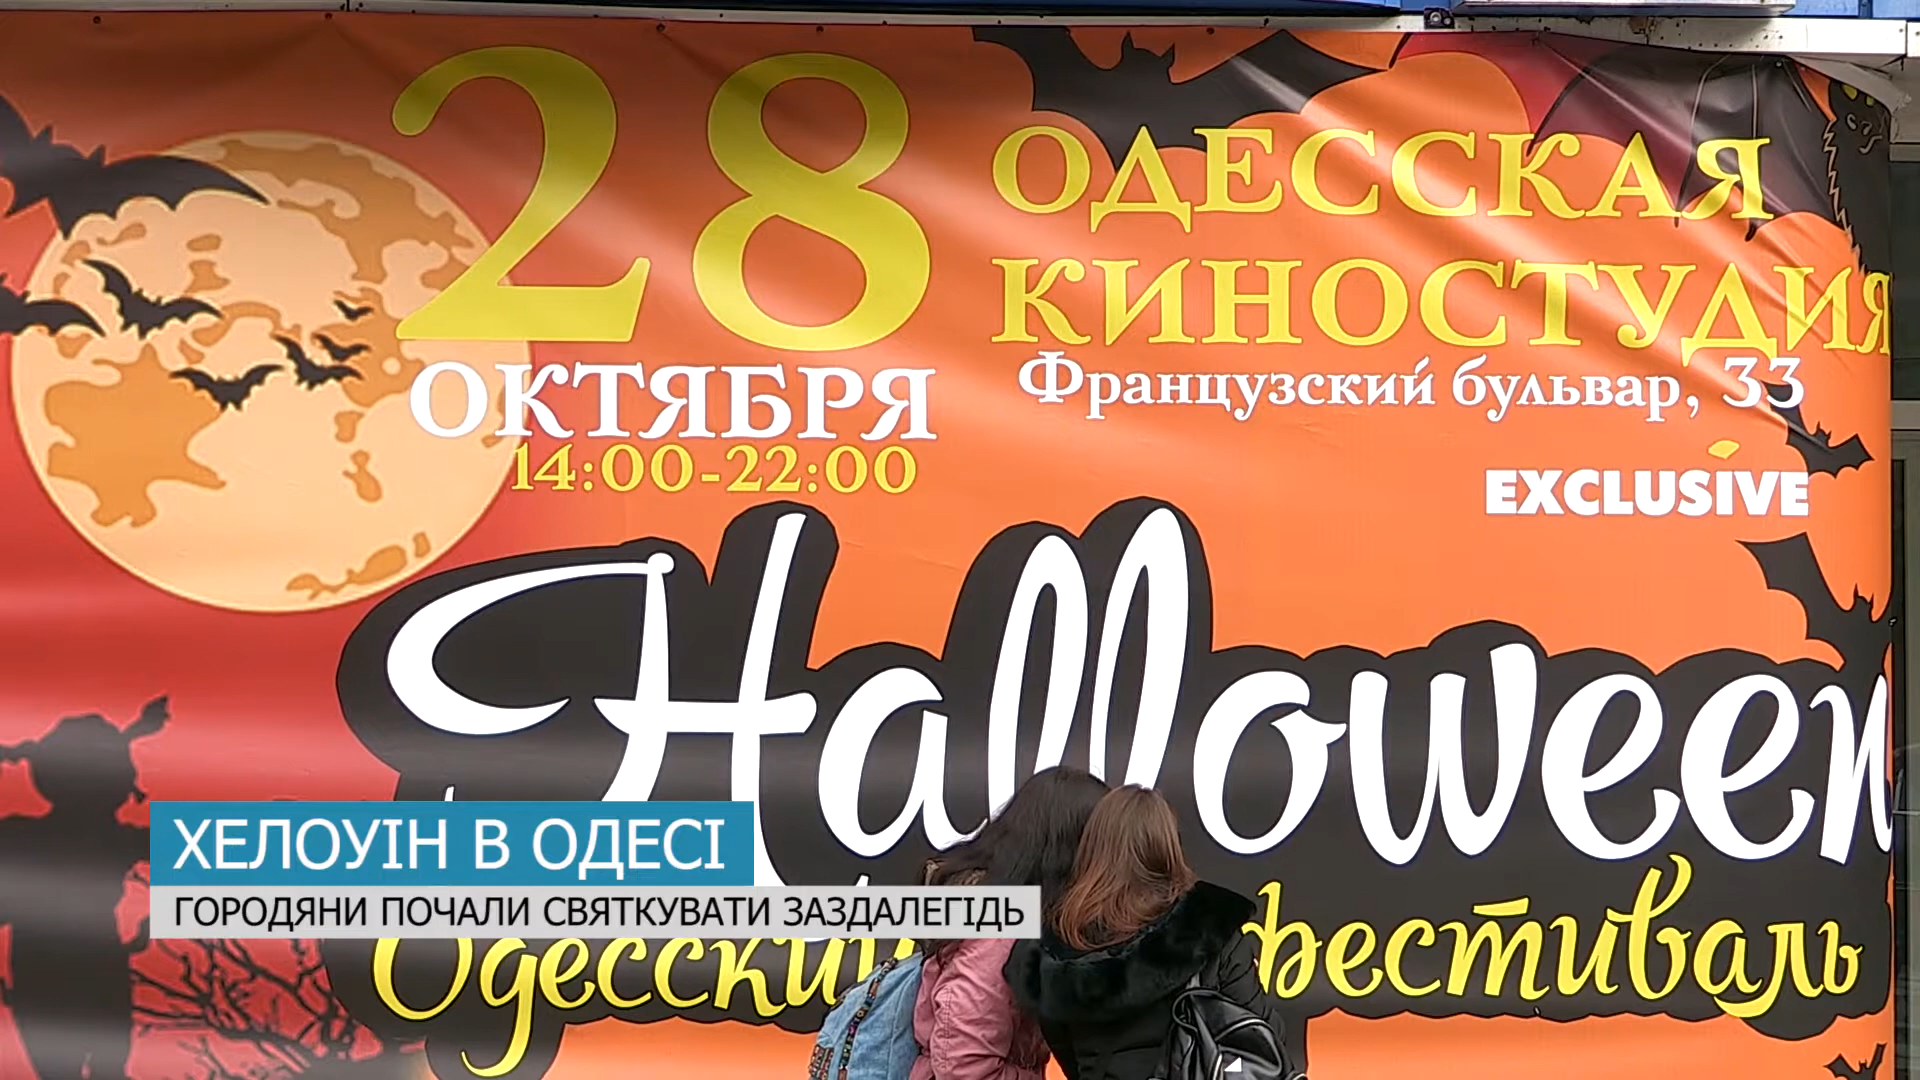 28
ОКТЯБРЯ
14:00-22:00
ОДЕССКАЯ
КИНОСТУДИЯ
Французский бульвар, 33
EXCLUSIVE
Halloween
Одесский фестиваль
ХЕЛОУІН В ОДЕСІ
ГОРОДЯНИ ПОЧАЛИ СВЯТКУВАТИ ЗАЗДАЛЕГІДЬ